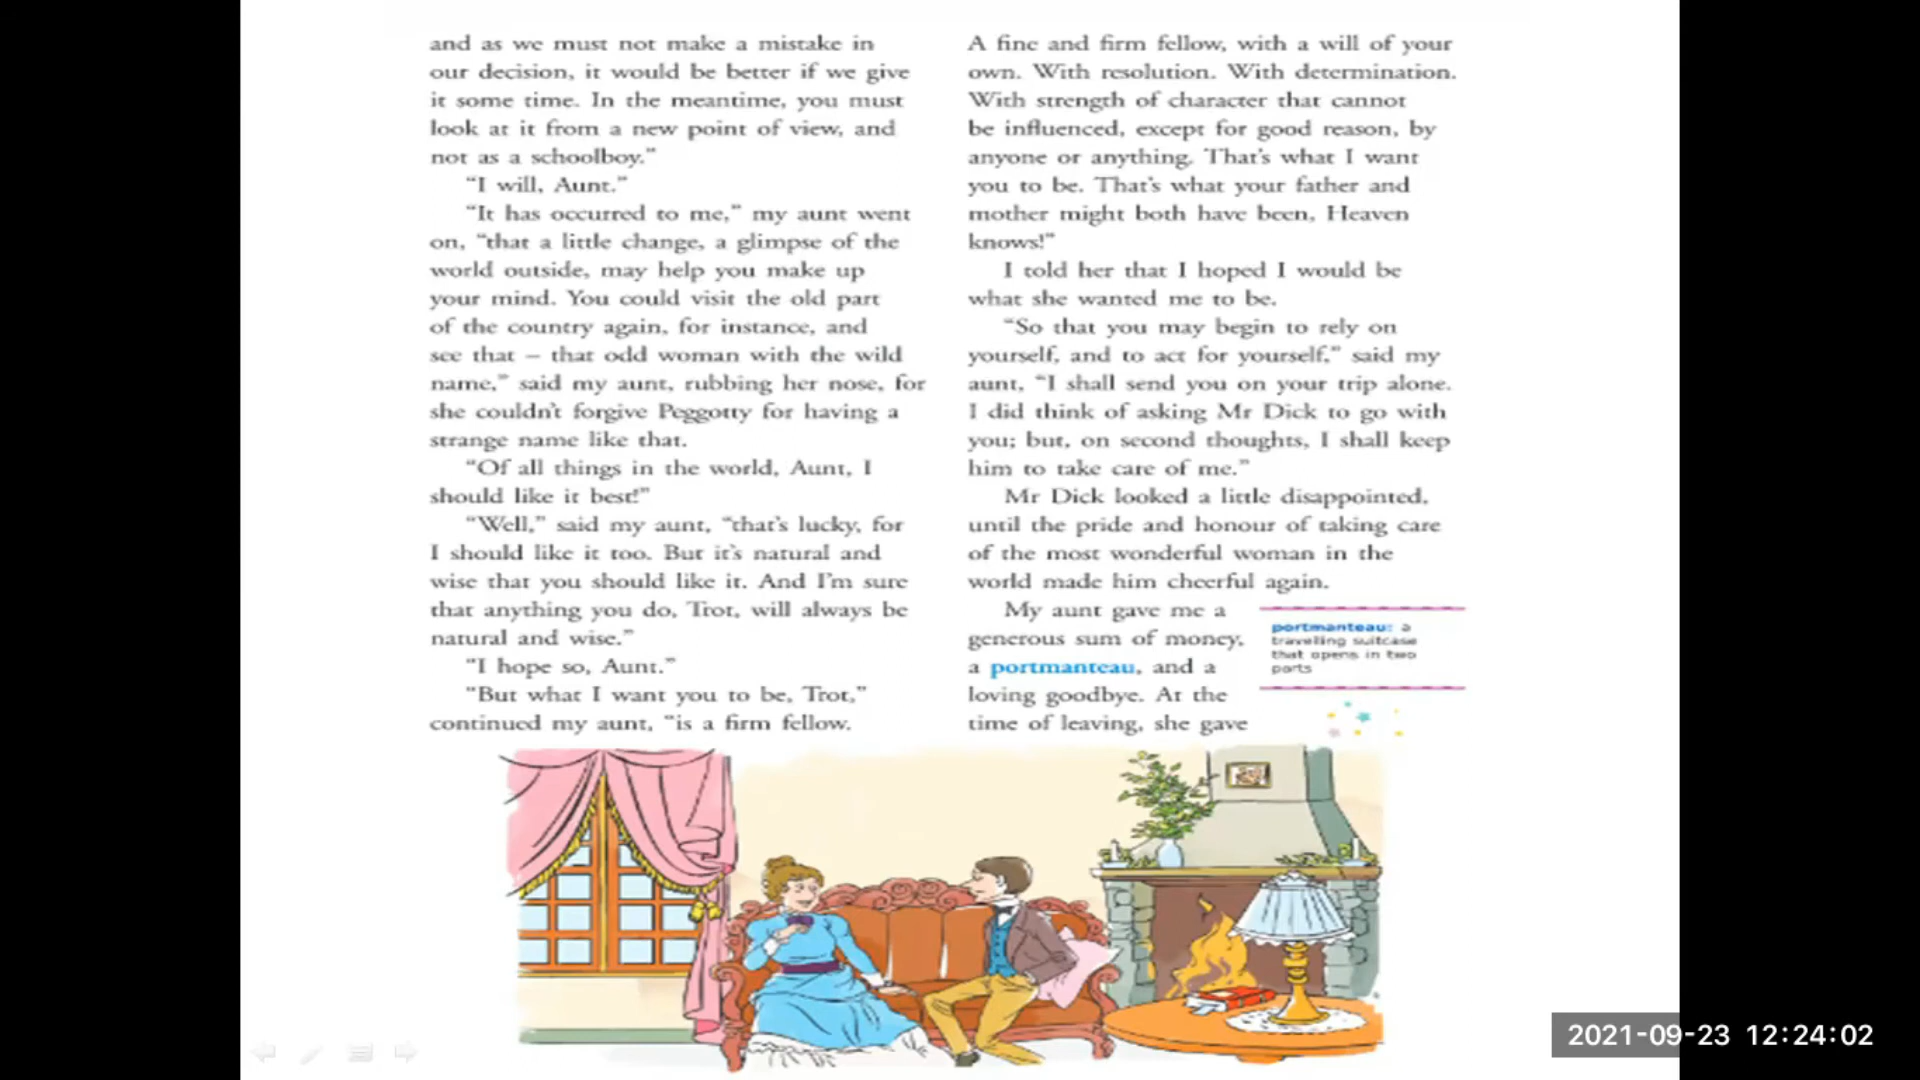 and as we must not make a mistake in
our decision, it would be better if we give
it some time. In the meantime, you must
look at it from a new point of view, and
not as a schoolboy.”
“I will, Aunt.”
“It has occurred to me,” my aunt went
on, “that a little change, a glimpse of the
world outside, may help you make up
your mind. You could visit the old part
of the country again, for instance, and
see that – that odd woman with the wild
name,” said my aunt, rubbing her nose, for
she couldn’t forgive Peggotty for having a
strange name like that.
“Of all things in the world, Aunt, I
should like it best!”
“Well,” said my aunt, “that’s lucky, for
I should like it too. But it’s natural and
wise that you should like it. And I’m sure
that anything you do, Trot, will always be
natural and wise.”
“I hope so, Aunt.”
“But what I want you to be, Trot,”
continued my aunt, “is a firm fellow.
A fine and firm fellow, with a will of your
own. With resolution. With determination.
With strength of character that cannot
be influenced, except for good reason, by
anyone or anything. That’s what I want
you to be. That’s what your father and
mother might both have been, Heaven
knows!”
I told her that I hoped I would be
what she wanted me to be.
“So that you may begin to rely on
yourself, and to act for yourself,” said my
aunt, “I shall send you on your trip alone.
I did think of asking Mr Dick to go with
you; but, on second thoughts, I shall keep
him to take care of me.”
Mr Dick looked a little disappointed,
until the pride and honour of taking care
of the most wonderful woman in the
world made him cheerful again.
My aunt gave me a
generous sum of money,
a portmanteau, and a
loving goodbye. At the
time of leaving, she gave
portmanteau: a
travelling suitcase
that opens in two
parts
2021-09-23 12:24:02